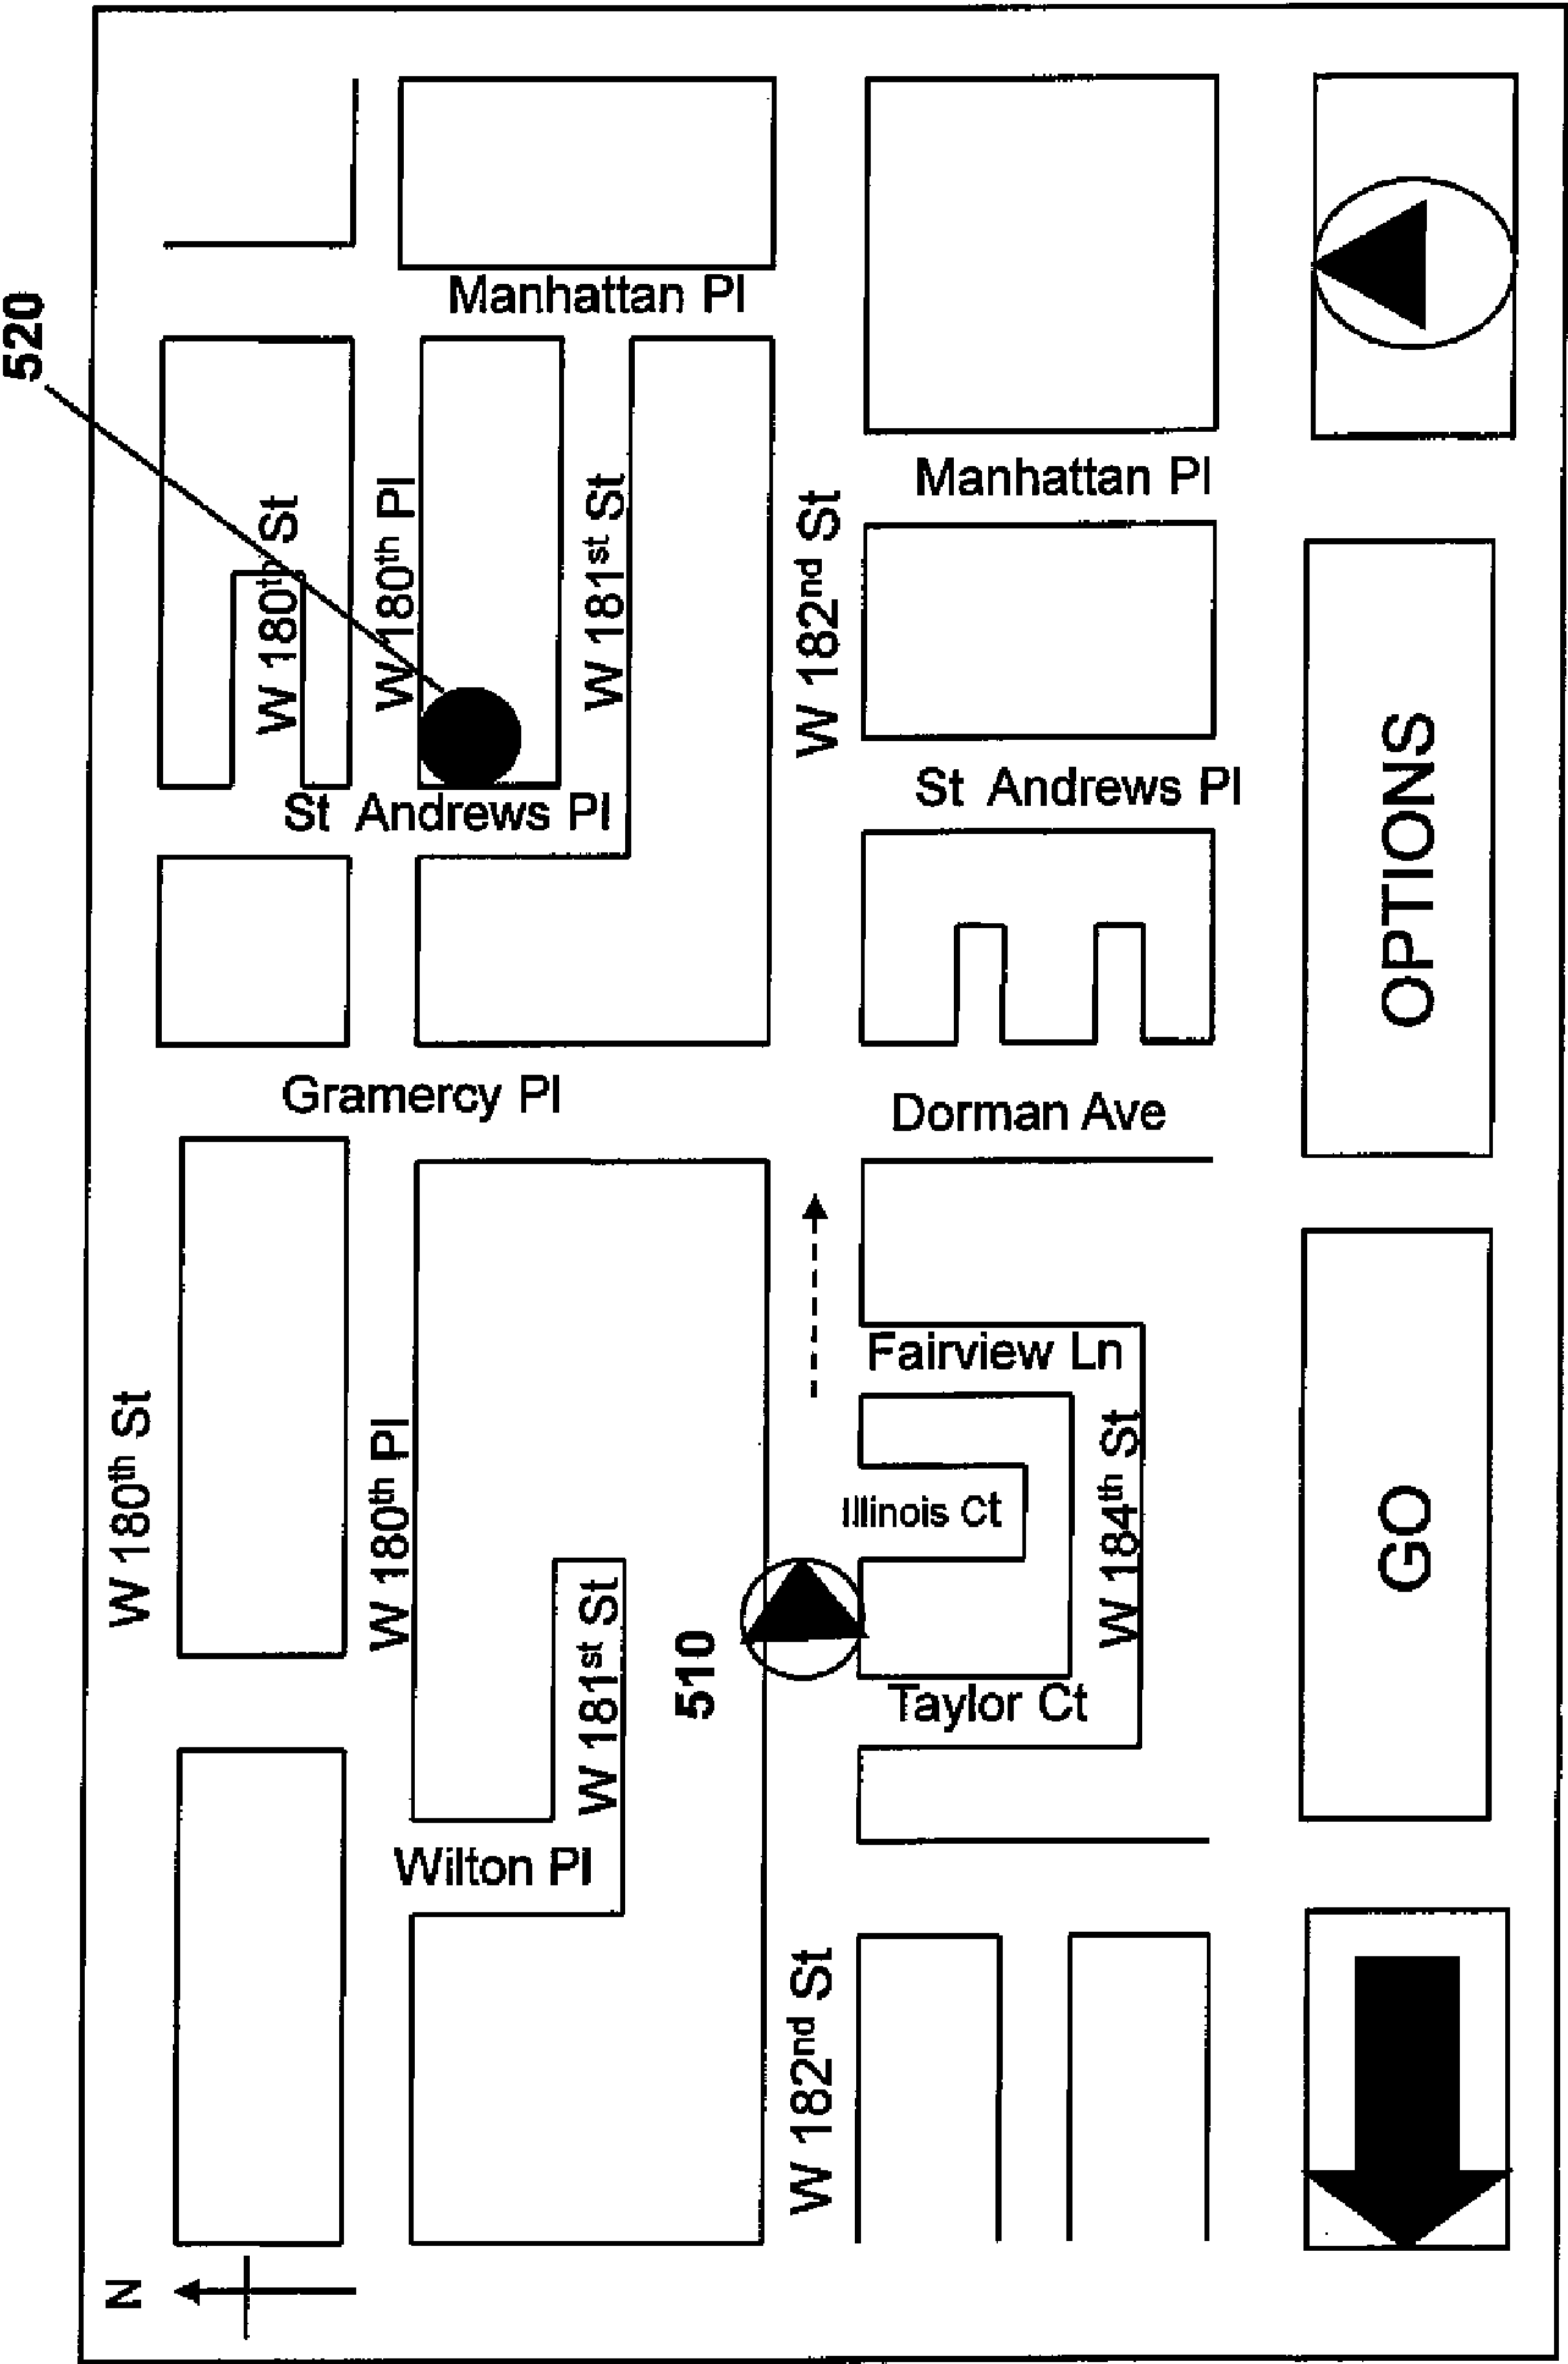 520
Manhattan Pl
W 180th St
W 180th Pl
W 181st St
W 182nd St
Manhattan Pl
St Andrews Pl
St Andrews Pl
OPTIONS
Gramercy Pl
Dorman Ave
W 180th St
W 180th Pl
Fairview Ln
Illinois Ct
W 184th St
GO
W 181st St
510
Taylor Ct
Wilton Pl
W 182nd St
N